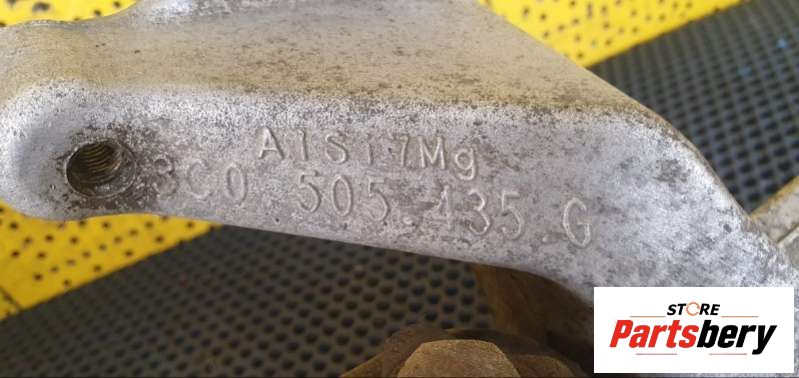 AlSi7Mg
3C0 505 435 G
STORE
Partsbery